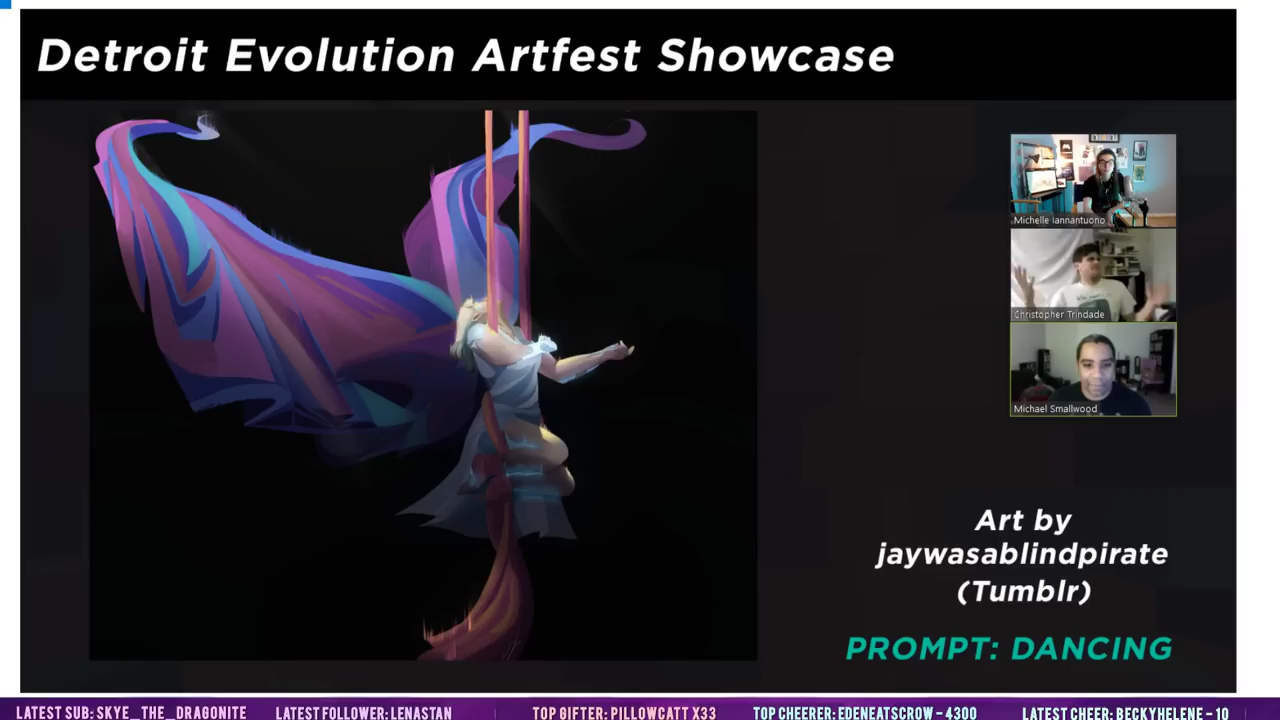 Detroit Evolution Artfest Showcase
Michelle Iannantuono
Christopher Trindade
Michael Smallwood
Art by
jaywasablindpirate
(Tumblr)
PROMPT: DANCING
LATEST SUB: SKYE_THE_DRAGONITE
LATEST FOLLOWER: LENASTAN
TOP GIFTER: PILLOWCATT X33
TOP CHEERER: EDENEATSCROW - 4300
LATEST CHEER: BECKYHELENE - 10